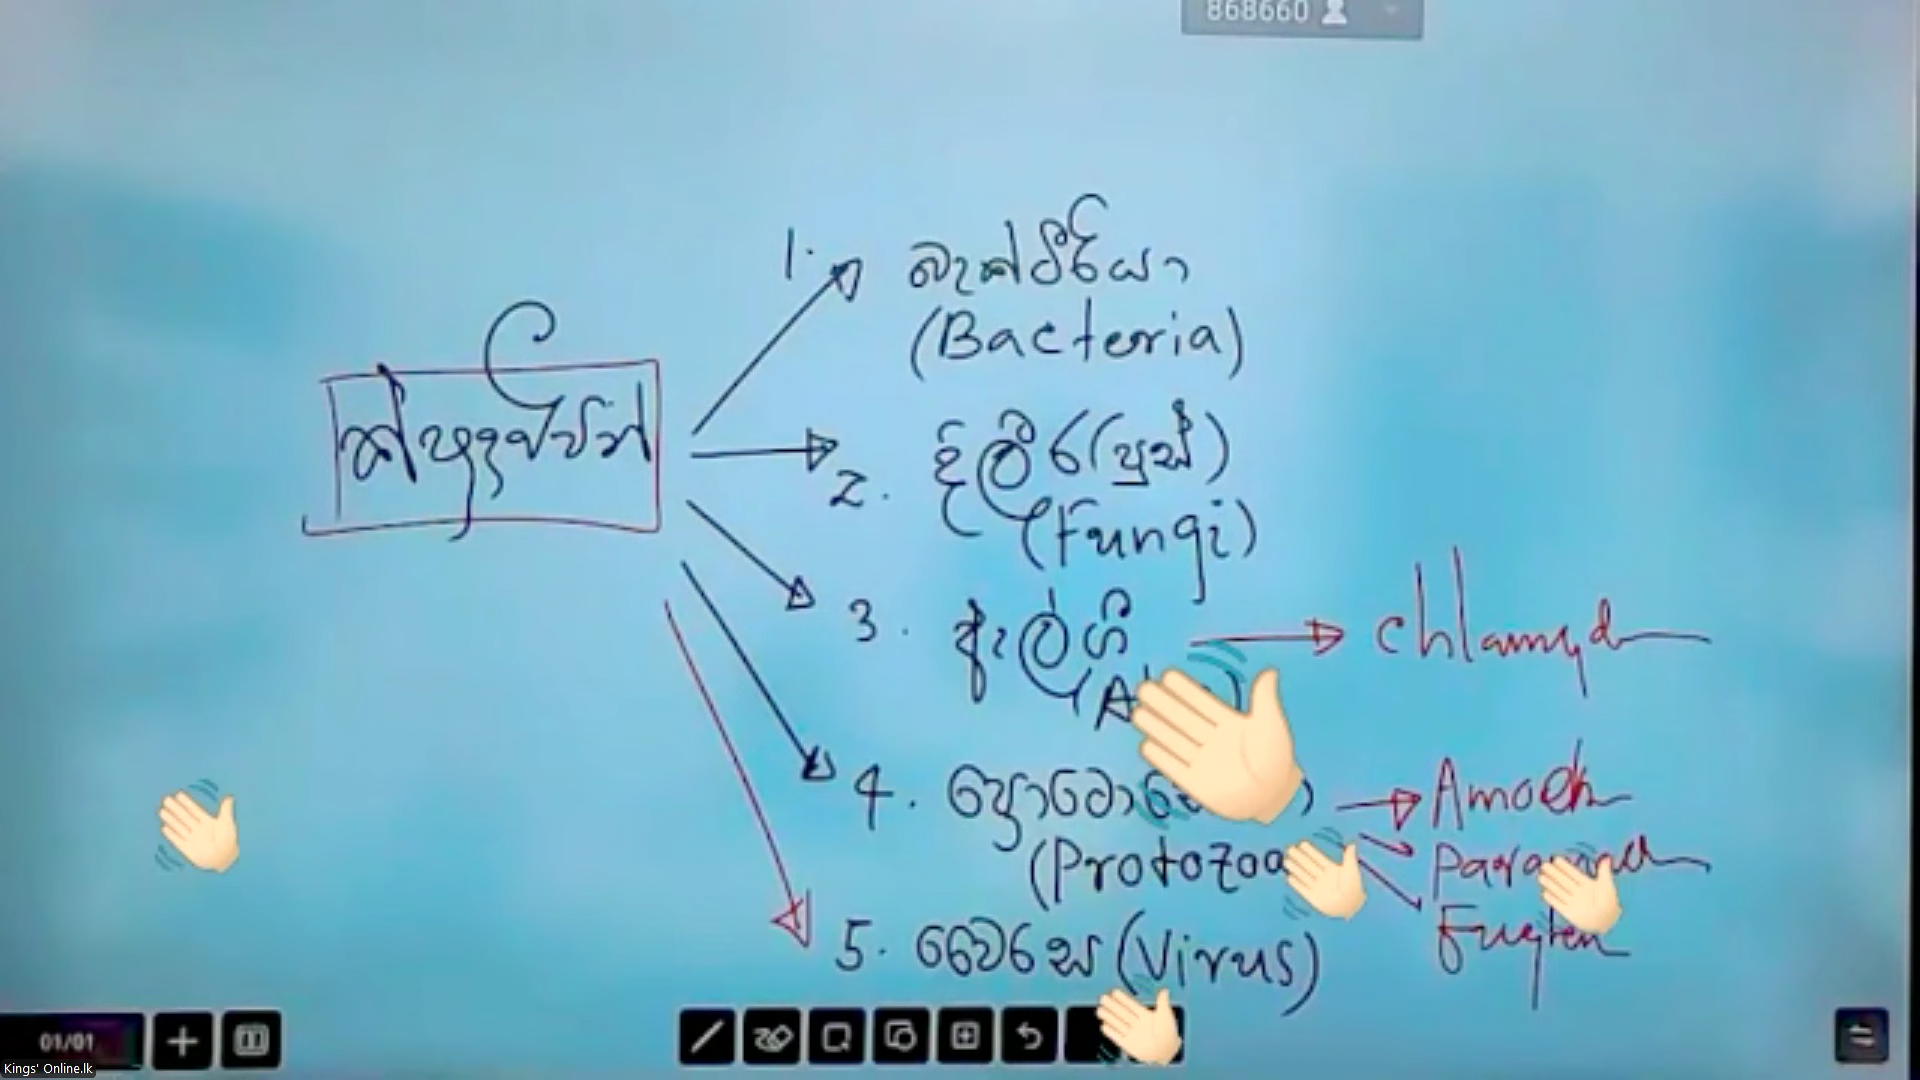 868660
1. බැක්ටීරියා
(Bacteria)
ක්ෂුද්‍රජීවීන්
2. දිලීර (පුස්)
(Fungi)
3. ඇල්ගී
Chlamyd
4.
Amoeb
(Protozoa
5. වෛරස (Virus)
01/01
Kings' Online.lk